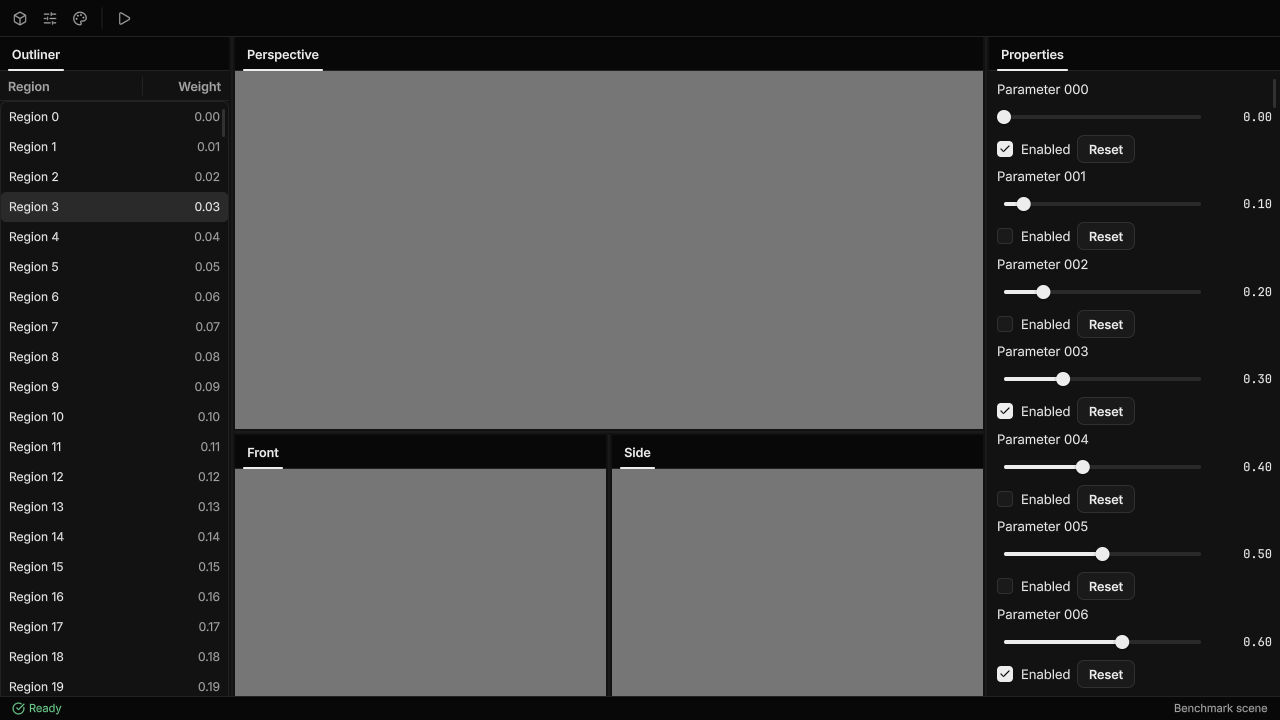 Outliner
Region Weight
Region 0 0.00
Region 1 0.01
Region 2 0.02
Region 3 0.03
Region 4 0.04
Region 5 0.05
Region 6 0.06
Region 7 0.07
Region 8 0.08
Region 9 0.09
Region 10 0.10
Region 11 0.11
Region 12 0.12
Region 13 0.13
Region 14 0.14
Region 15 0.15
Region 16 0.16
Region 17 0.17
Region 18 0.18
Region 19 0.19
Perspective
Front
Side
Properties
Parameter 000
0.00
Enabled Reset
Parameter 001
0.10
Enabled Reset
Parameter 002
0.20
Enabled Reset
Parameter 003
0.30
Enabled Reset
Parameter 004
0.40
Enabled Reset
Parameter 005
0.50
Enabled Reset
Parameter 006
0.60
Enabled Reset
Ready
Benchmark scene